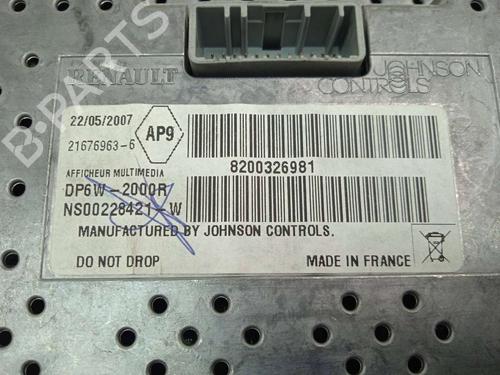 RENAULT
JOHNSON
CONTROLS
22/05/2007
AP9
21676963-6
8200326981
AFFICHEUR MULTIMEDIA
DP6W-2000R
NS00228421-W
MANUFACTURED BY JOHNSON CONTROLS.
DO NOT DROP
MADE IN FRANCE
B-PARTS